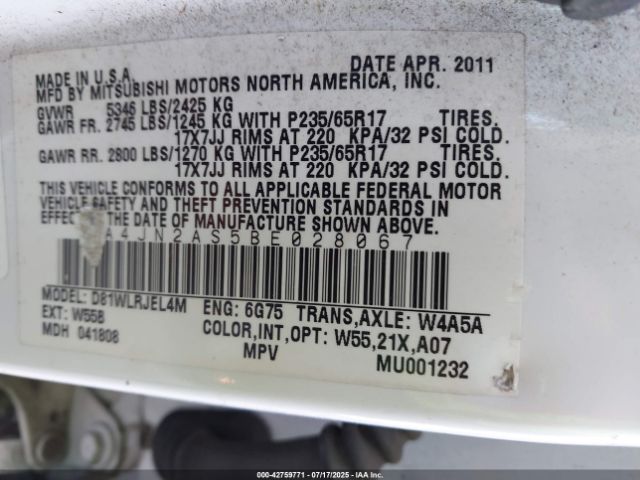 MADE IN U.S.A. DATE APR. 2011
MFD BY MITSUBISHI MOTORS NORTH AMERICA, INC.
GVWR 5346 LBS/2425 KG
GAWR FR. 2745 LBS/1245 KG WITH P235/65R17 TIRES.
17X7JJ RIMS AT 220 KPA/32 PSI COLD.
GAWR RR. 2800 LBS/1270 KG WITH P235/65R17 TIRES.
17X7JJ RIMS AT 220 KPA/32 PSI COLD.
THIS VEHICLE CONFORMS TO ALL APPLICABLE FEDERAL MOTOR
VEHICLE SAFETY AND THEFT PREVENTION STANDARDS IN
EFFECT THE DATE OF MANUFACTURE SHOWN ABOVE.
A4JN2AS5BE028067
MODEL: D81WLRJEL4M ENG: 6G75 TRANS,AXLE: W4A5A
EXT: W55B COLOR,INT,OPT: W55,21X,A07
MDH 041808 MPV MU001232
000-42759771 - 07/17/2025 - IAA Inc.